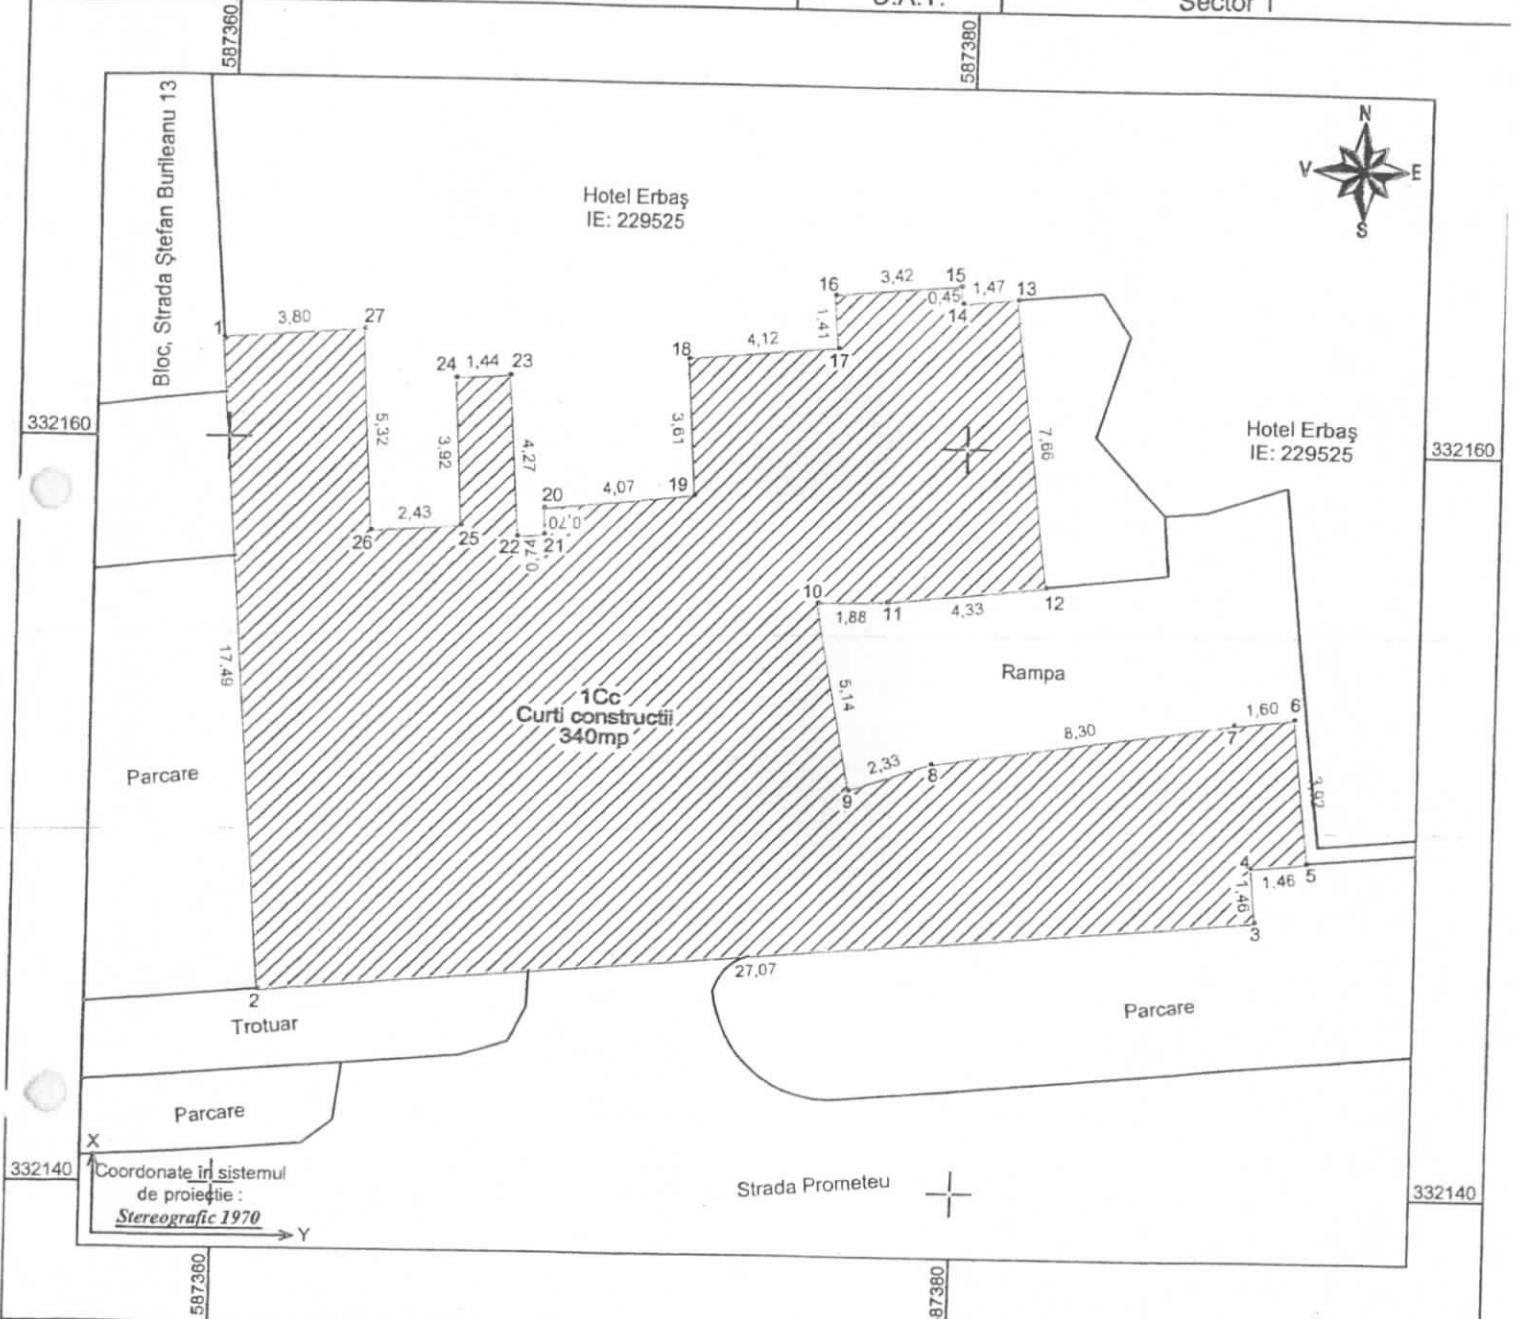 Sector 1
587360
587380
Bloc, Strada Ștefan Burileanu 13
N
V
E
S
Hotel Erbaș
IE: 229525
16
3,42
15
1,47
13
0,45
14
1
3,80
27
1,41
18
4,12
17
24
1,44
23
332160
5,32
3,92
4,27
3,61
7,66
Hotel Erbaș
IE: 229525
332160
20
4,07
19
2,43
0,70
26
25
22
21
0,74
10
1,88
11
4,33
12
17,49
5,14
Rampa
1Cc
Curti constructii
340mp
1,60
6
7
8,30
Parcare
2,33
8
9
3,92
4
1.46
5
1,46
3
27,07
2
Trotuar
Parcare
Parcare
X
332140
Coordonate în sistemul
de proiecție :
Stereografic 1970
Y
Strada Prometeu
332140
587360
587380